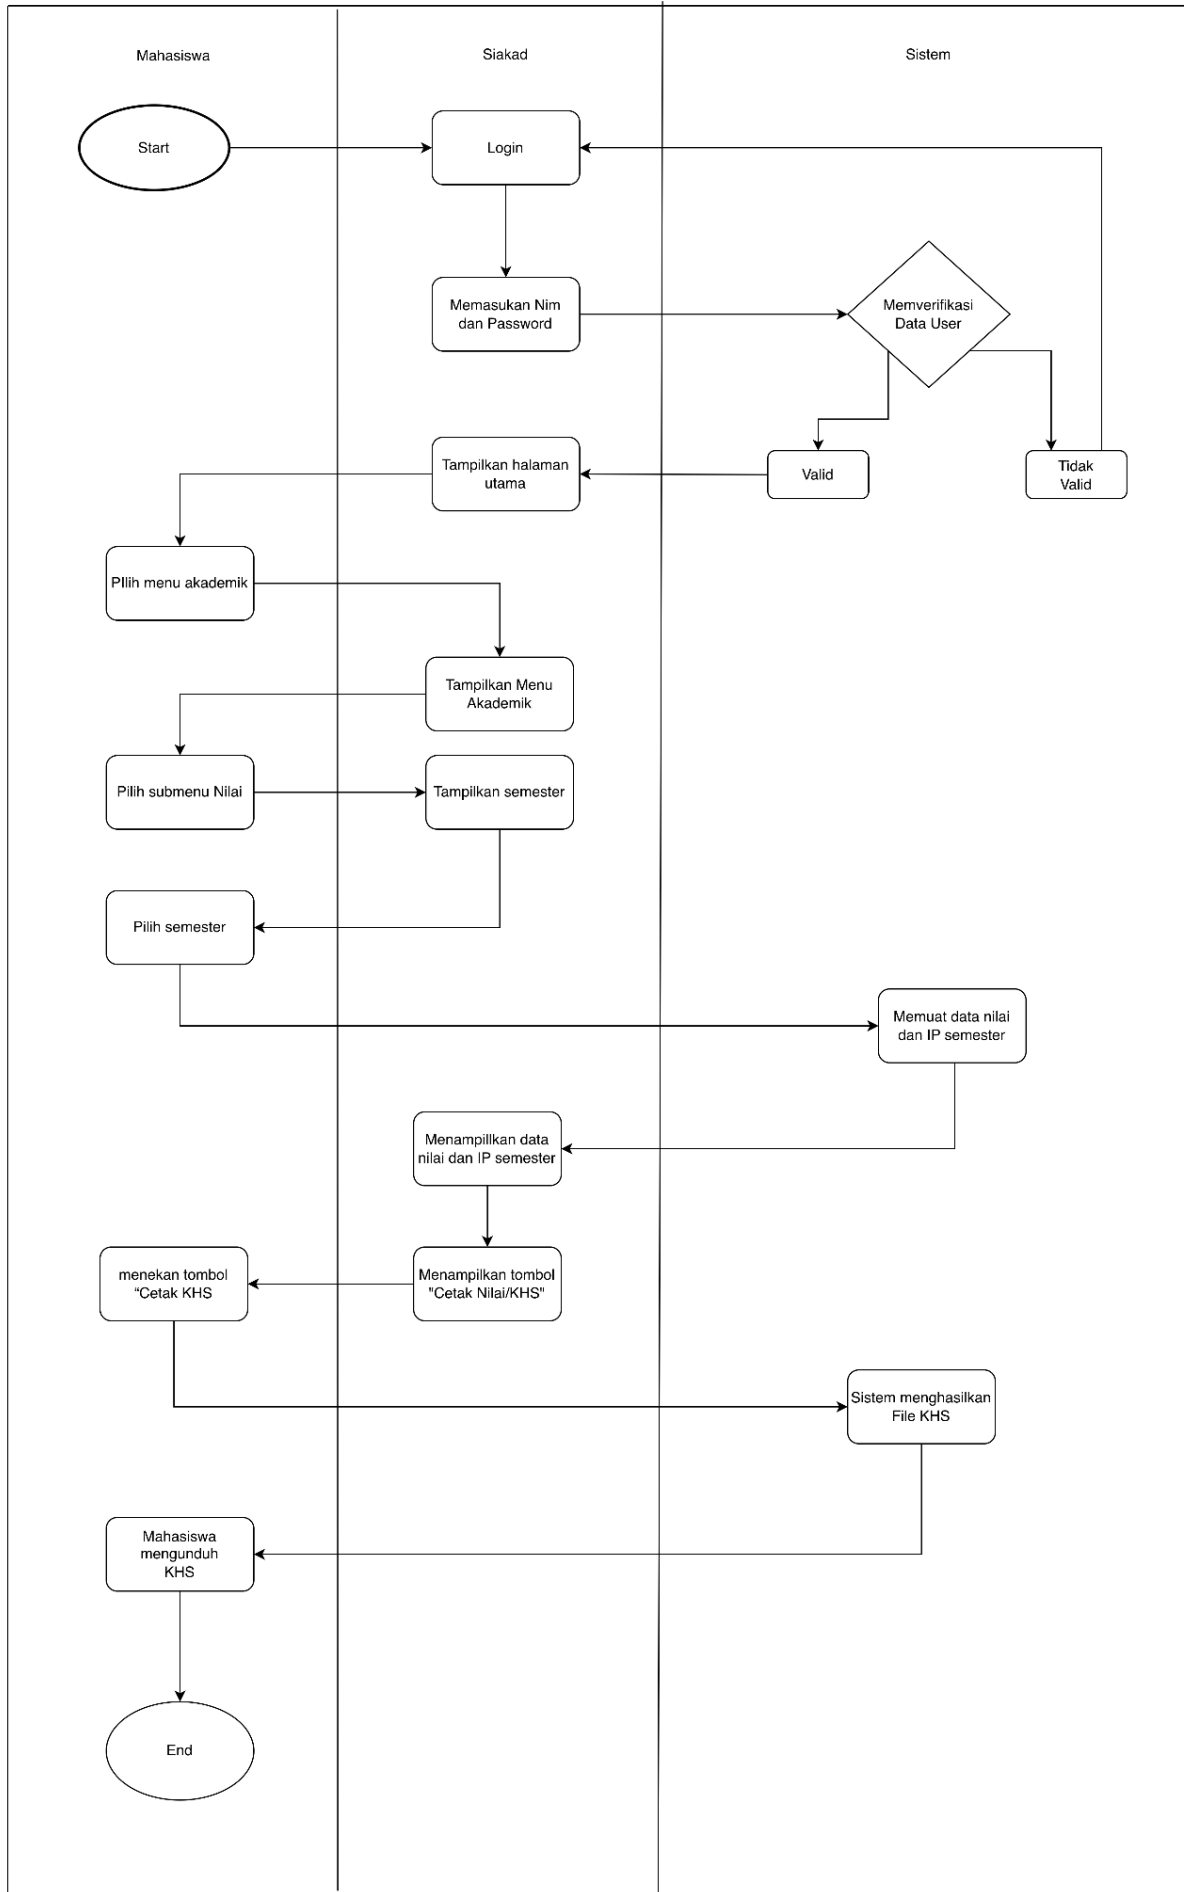 Mahasiswa
Siakad
Sistem
Start
Login
Memasukan Nim
dan Password
Memverifikasi
Data User
Tampilkan halaman
utama
Valid
Tidak
Valid
PIlih menu akademik
Tampilkan Menu
Akademik
Pilih submenu Nilai
Tampilkan semester
Pilih semester
Memuat data nilai
dan IP semester
Menampillkan data
nilai dan IP semester
menekan tombol
“Cetak KHS
Menampilkan tombol
"Cetak Nilai/KHS"
Sistem menghasilkan
File KHS
Mahasiswa
mengunduh
KHS
End